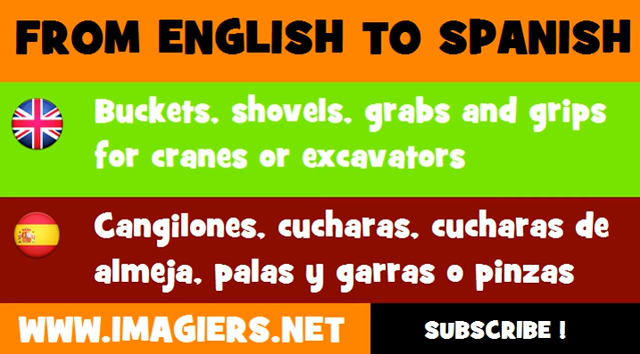 FROM ENGLISH TO SPANISH
Buckets, shovels, grabs and grips
for cranes or excavators
Cangilones, cucharas, cucharas de
almeja, palas y garras o pinzas
WWW.IMAGIERS.NET
SUBSCRIBE !